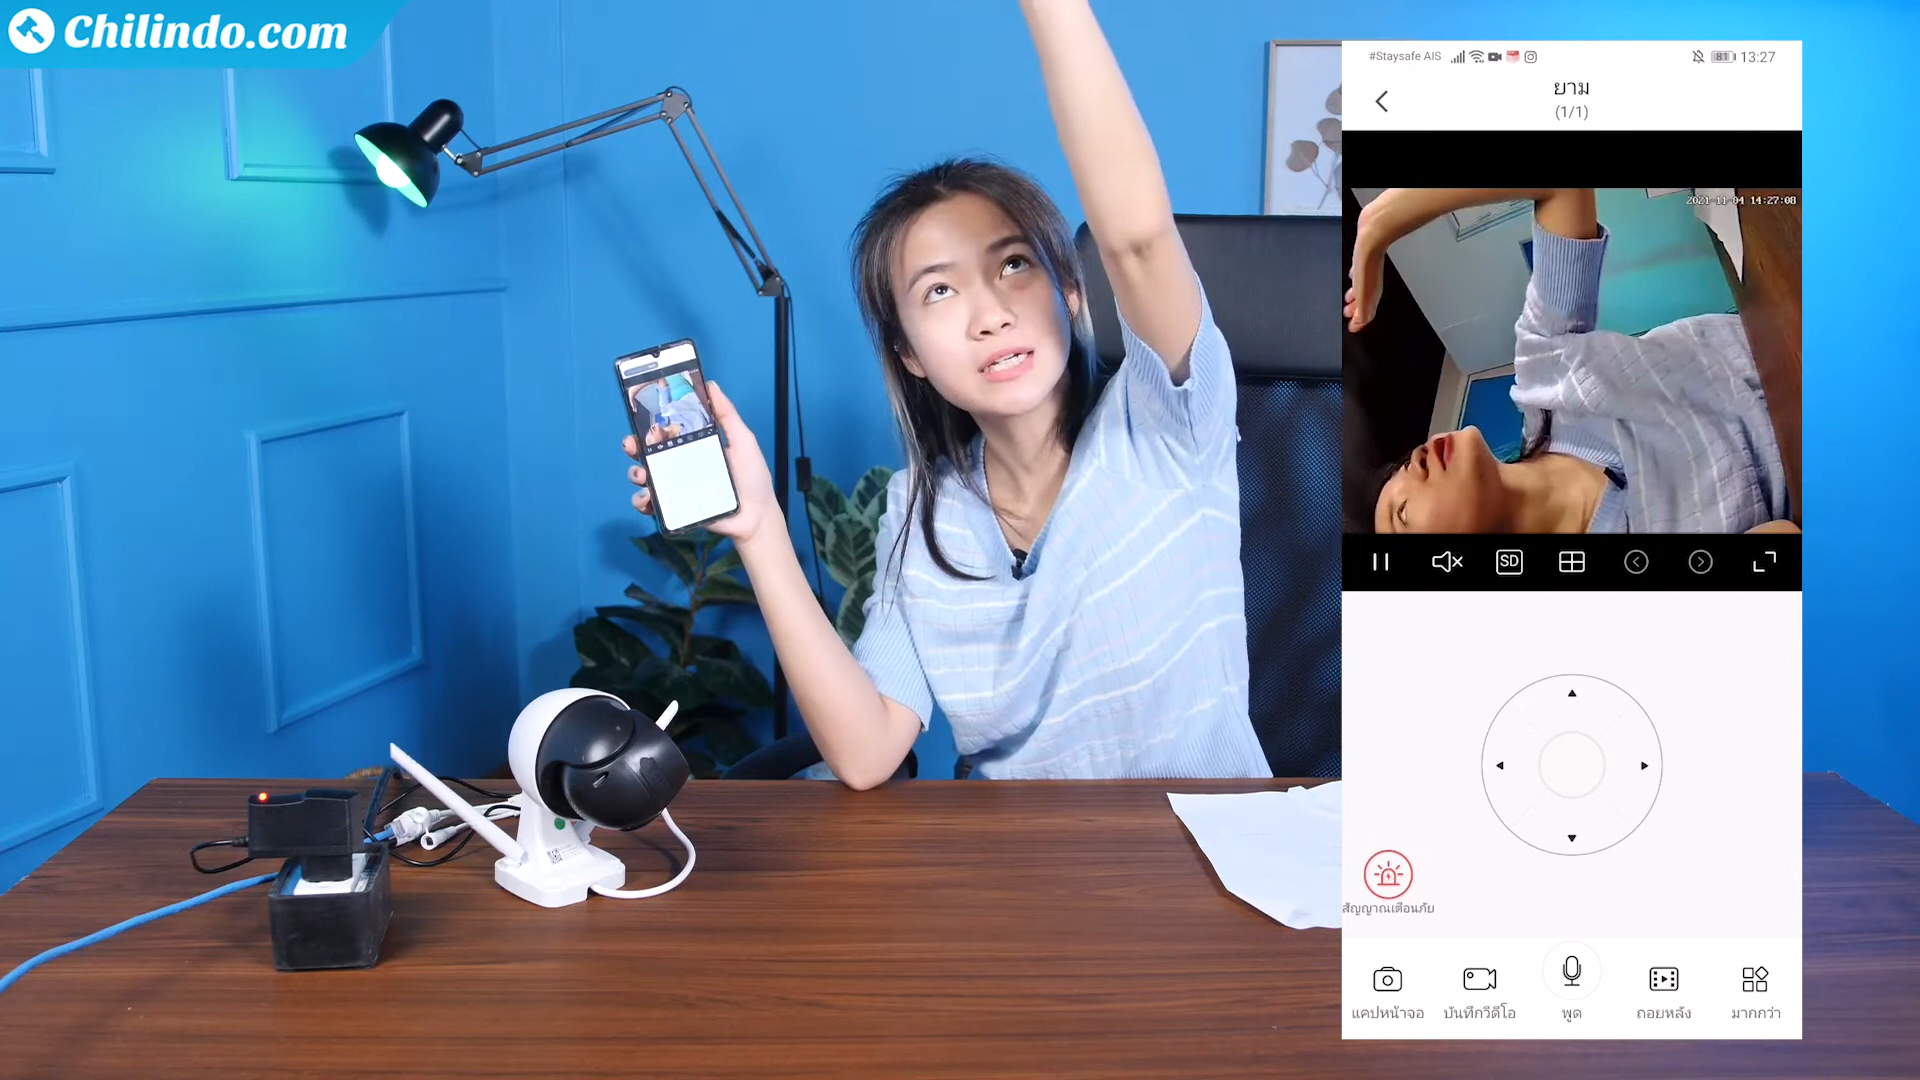 Chilindo.com
#Staysafe AIS
81
13:27
ยาม
(1/1)
2021-11-04 14:27:08
SD
สัญญาณเตือนภัย
แคปหน้าจอ
บันทึกวีดีโอ
พูด
ถอยหลัง
มากกว่า